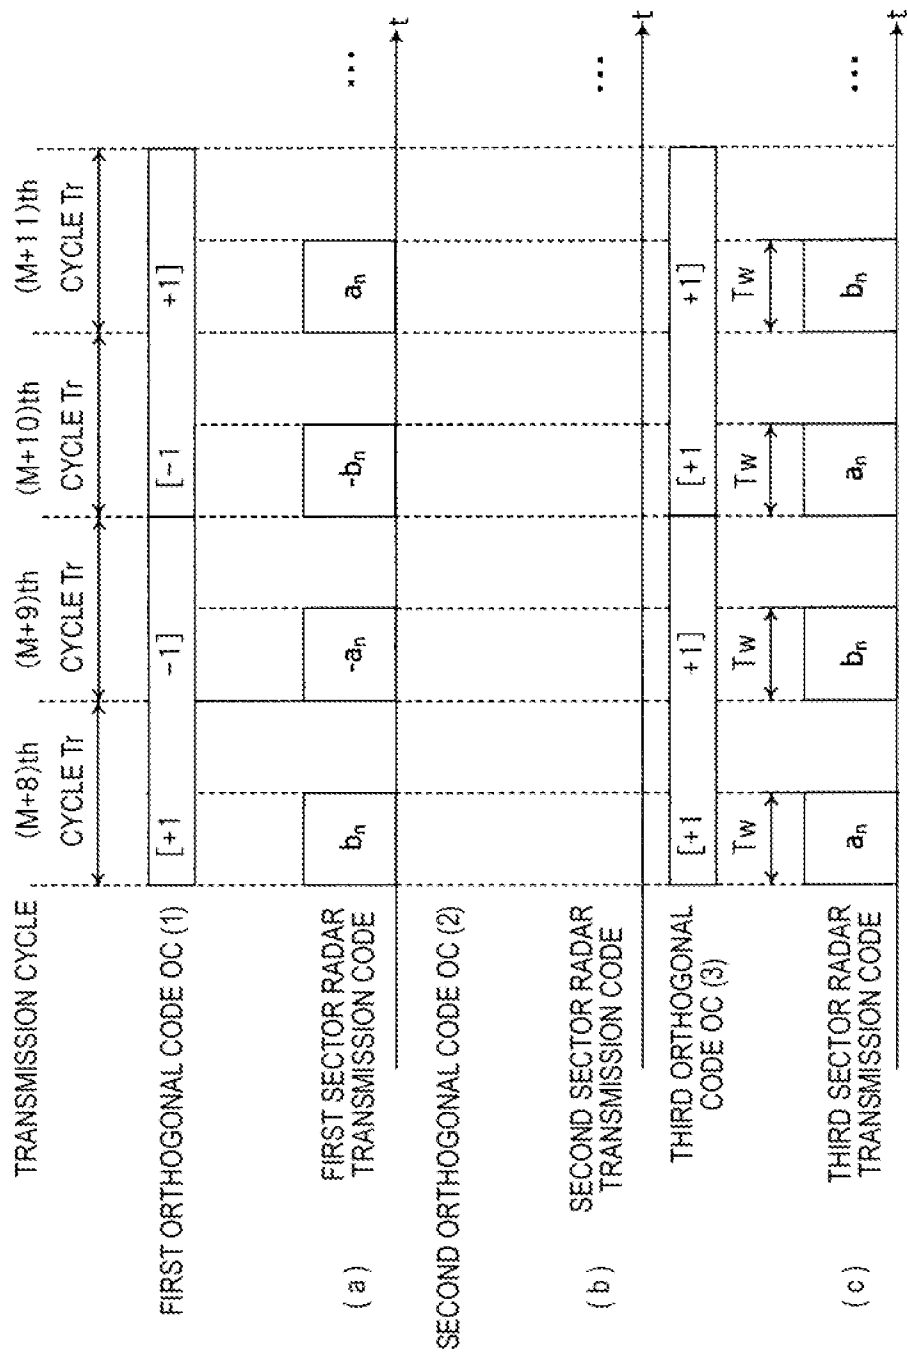 TRANSMISSION CYCLE
(M+8)th
CYCLE Tr
(M+9)th
CYCLE Tr
(M+10)th
CYCLE Tr
(M+11)th
CYCLE Tr
FIRST ORTHOGONAL CODE OC (1)
[+1
-1]
[-1
+1]
(a)
FIRST SECTOR RADAR
TRANSMISSION CODE
bn
-an
-bn
an
...
t
SECOND ORTHOGONAL CODE OC (2)
(b)
SECOND SECTOR RADAR
TRANSMISSION CODE
...
t
THIRD ORTHOGONAL
CODE OC (3)
[+1
+1]
[+1
+1]
Tw
Tw
Tw
Tw
(c)
THIRD SECTOR RADAR
TRANSMISSION CODE
an
bn
an
bn
...
t